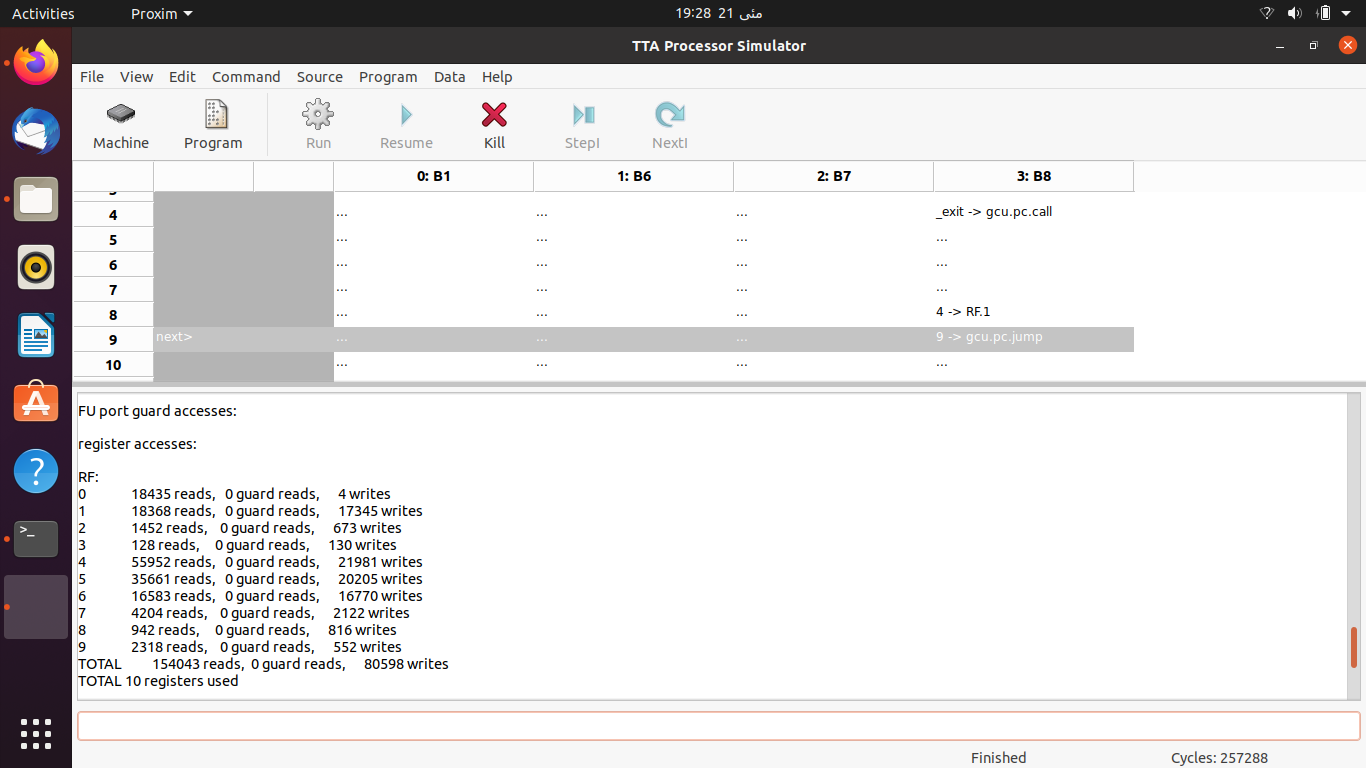 Activities Proxim 19:28 21 مئی
TTA Processor Simulator
File View Edit Command Source Program Data Help
Machine Program Run Resume Kill StepI NextI
0: B1 1: B6 2: B7 3: B8
4 ... ... ... _exit -> gcu.pc.call
5 ... ... ... ...
6 ... ... ... ...
7 ... ... ... ...
8 ... ... ... 4 -> RF.1
9 next> ... ... ... 9 -> gcu.pc.jump
10 ... ... ... ...
FU port guard accesses:
register accesses:
RF:
0 18435 reads, 0 guard reads, 4 writes
1 18368 reads, 0 guard reads, 17345 writes
2 1452 reads, 0 guard reads, 673 writes
3 128 reads, 0 guard reads, 130 writes
4 55952 reads, 0 guard reads, 21981 writes
5 35661 reads, 0 guard reads, 20205 writes
6 16583 reads, 0 guard reads, 16770 writes
7 4204 reads, 0 guard reads, 2122 writes
8 942 reads, 0 guard reads, 816 writes
9 2318 reads, 0 guard reads, 552 writes
TOTAL 154043 reads, 0 guard reads, 80598 writes
TOTAL 10 registers used
Finished Cycles: 257288